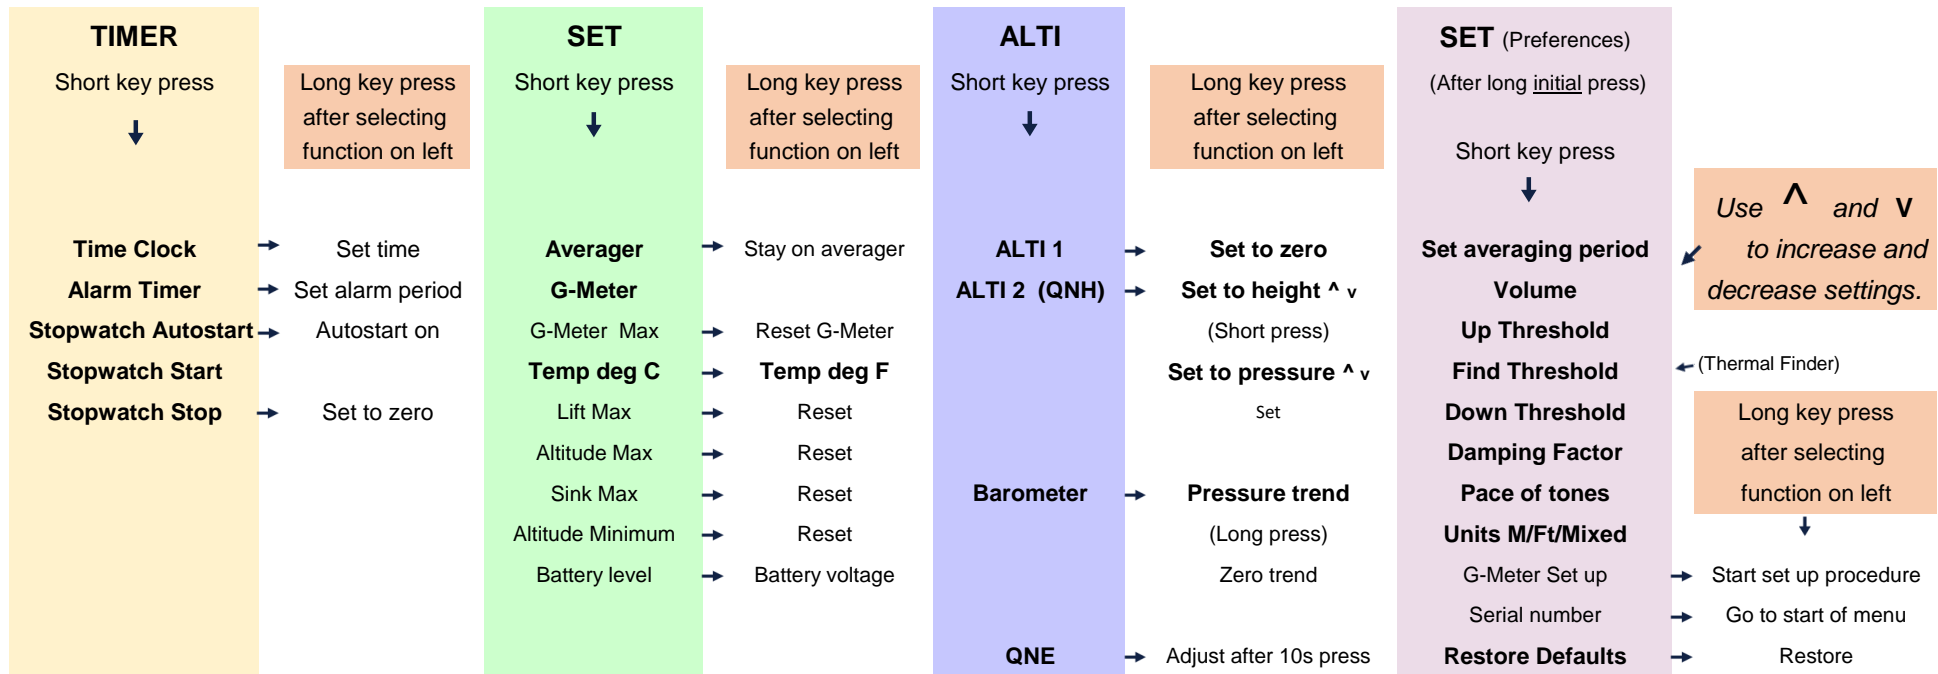 TIMER
Short key press
Long key press
after selecting
function on left
Time Clock
Set time
Alarm Timer
Set alarm period
Stopwatch Autostart
Autostart on
Stopwatch Start
Stopwatch Stop
Set to zero
SET
Short key press
Long key press
after selecting
function on left
Averager
Stay on averager
G-Meter
G-Meter Max
Reset G-Meter
Temp deg C
Temp deg F
Lift Max
Reset
Altitude Max
Reset
Sink Max
Reset
Altitude Minimum
Reset
Battery level
Battery voltage
ALTI
Short key press
Long key press
after selecting
function on left
ALTI 1
Set to zero
ALTI 2 (QNH)
Set to height ^ v
(Short press)
Set to pressure ^ v
Set
Barometer
Pressure trend
(Long press)
Zero trend
QNE
Adjust after 10s press
SET (Preferences)
(After long initial press)
Short key press
Use ^ and v
to increase and
decrease settings.
Set averaging period
Volume
Up Threshold
Find Threshold
(Thermal Finder)
Down Threshold
Damping Factor
Pace of tones
Units M/Ft/Mixed
Long key press
after selecting
function on left
G-Meter Set up
Start set up procedure
Serial number
Go to start of menu
Restore Defaults
Restore